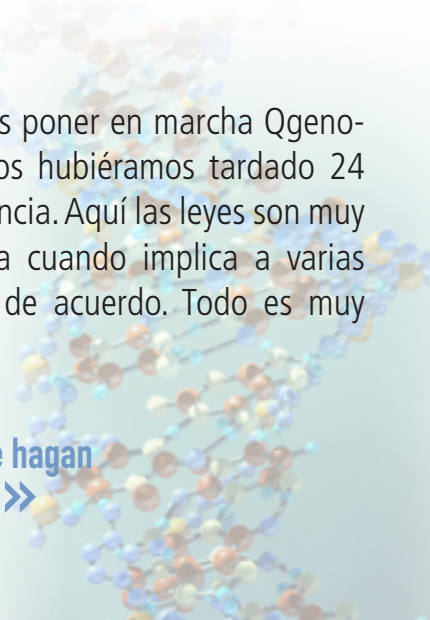 s poner en marcha Qgeno-
os hubiéramos tardado 24
ncia. Aquí las leyes son muy
a cuando implica a varias
de acuerdo. Todo es muy
e hagan
»